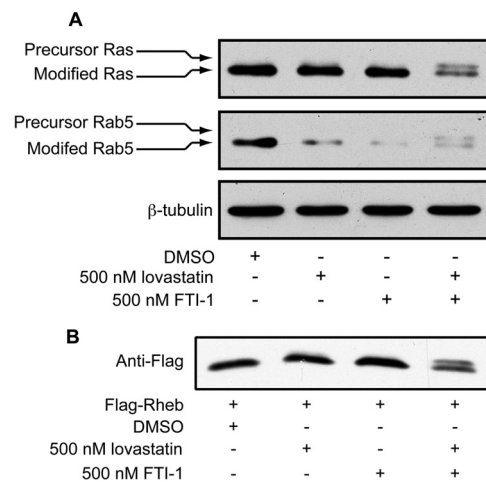 A
Precursor Ras
Modified Ras
Precursor Rab5
Modifed Rab5
β-tubulin
DMSO + - - -
500 nM lovastatin - + - +
500 nM FTI-1 - - + +
B
Anti-Flag
Flag-Rheb + + + +
DMSO + - - -
500 nM lovastatin - + - +
500 nM FTI-1 - - + +